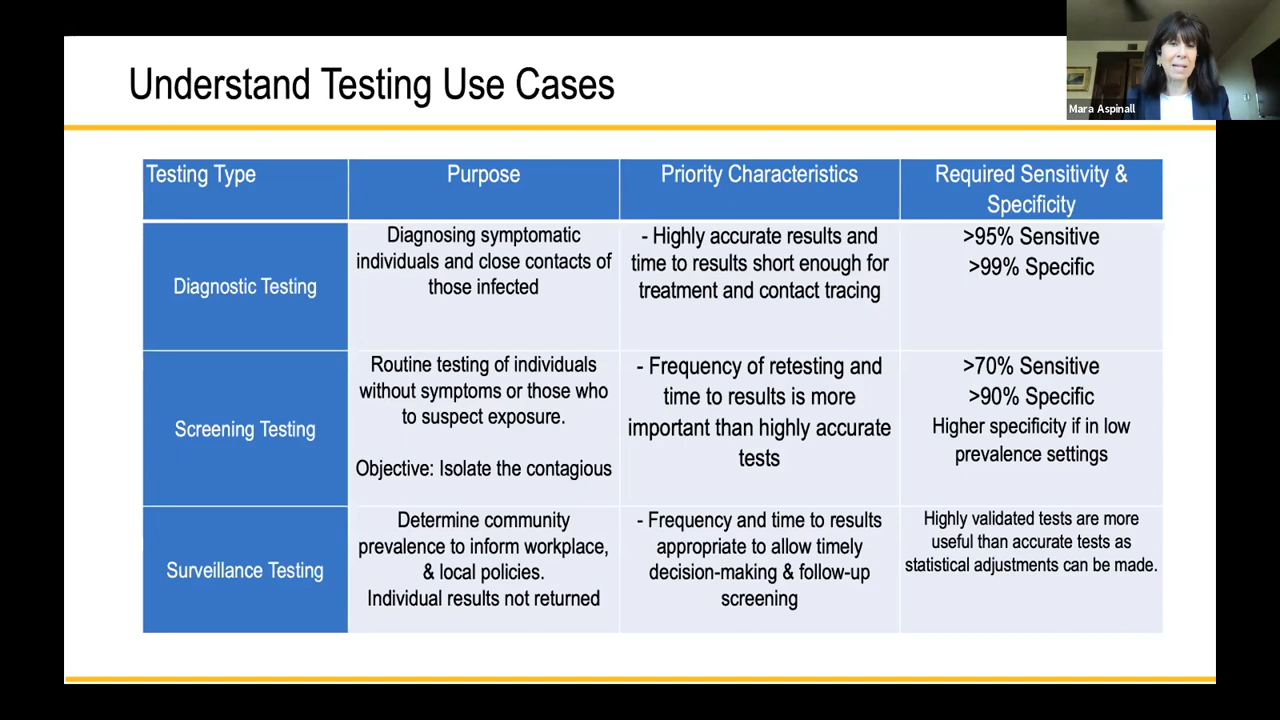 Understand Testing Use Cases
Mara Aspinall
Testing Type
Purpose
Priority Characteristics
Required Sensitivity &
Specificity
Diagnostic Testing
Diagnosing symptomatic
individuals and close contacts of
those infected
- Highly accurate results and
time to results short enough for
treatment and contact tracing
>95% Sensitive
>99% Specific
Screening Testing
Routine testing of individuals
without symptoms or those who
to suspect exposure.
Objective: Isolate the contagious
- Frequency of retesting and
time to results is more
important than highly accurate
tests
>70% Sensitive
>90% Specific
Higher specificity if in low
prevalence settings
Surveillance Testing
Determine community
prevalence to inform workplace,
& local policies.
Individual results not returned
- Frequency and time to results
appropriate to allow timely
decision-making & follow-up
screening
Highly validated tests are more
useful than accurate tests as
statistical adjustments can be made.